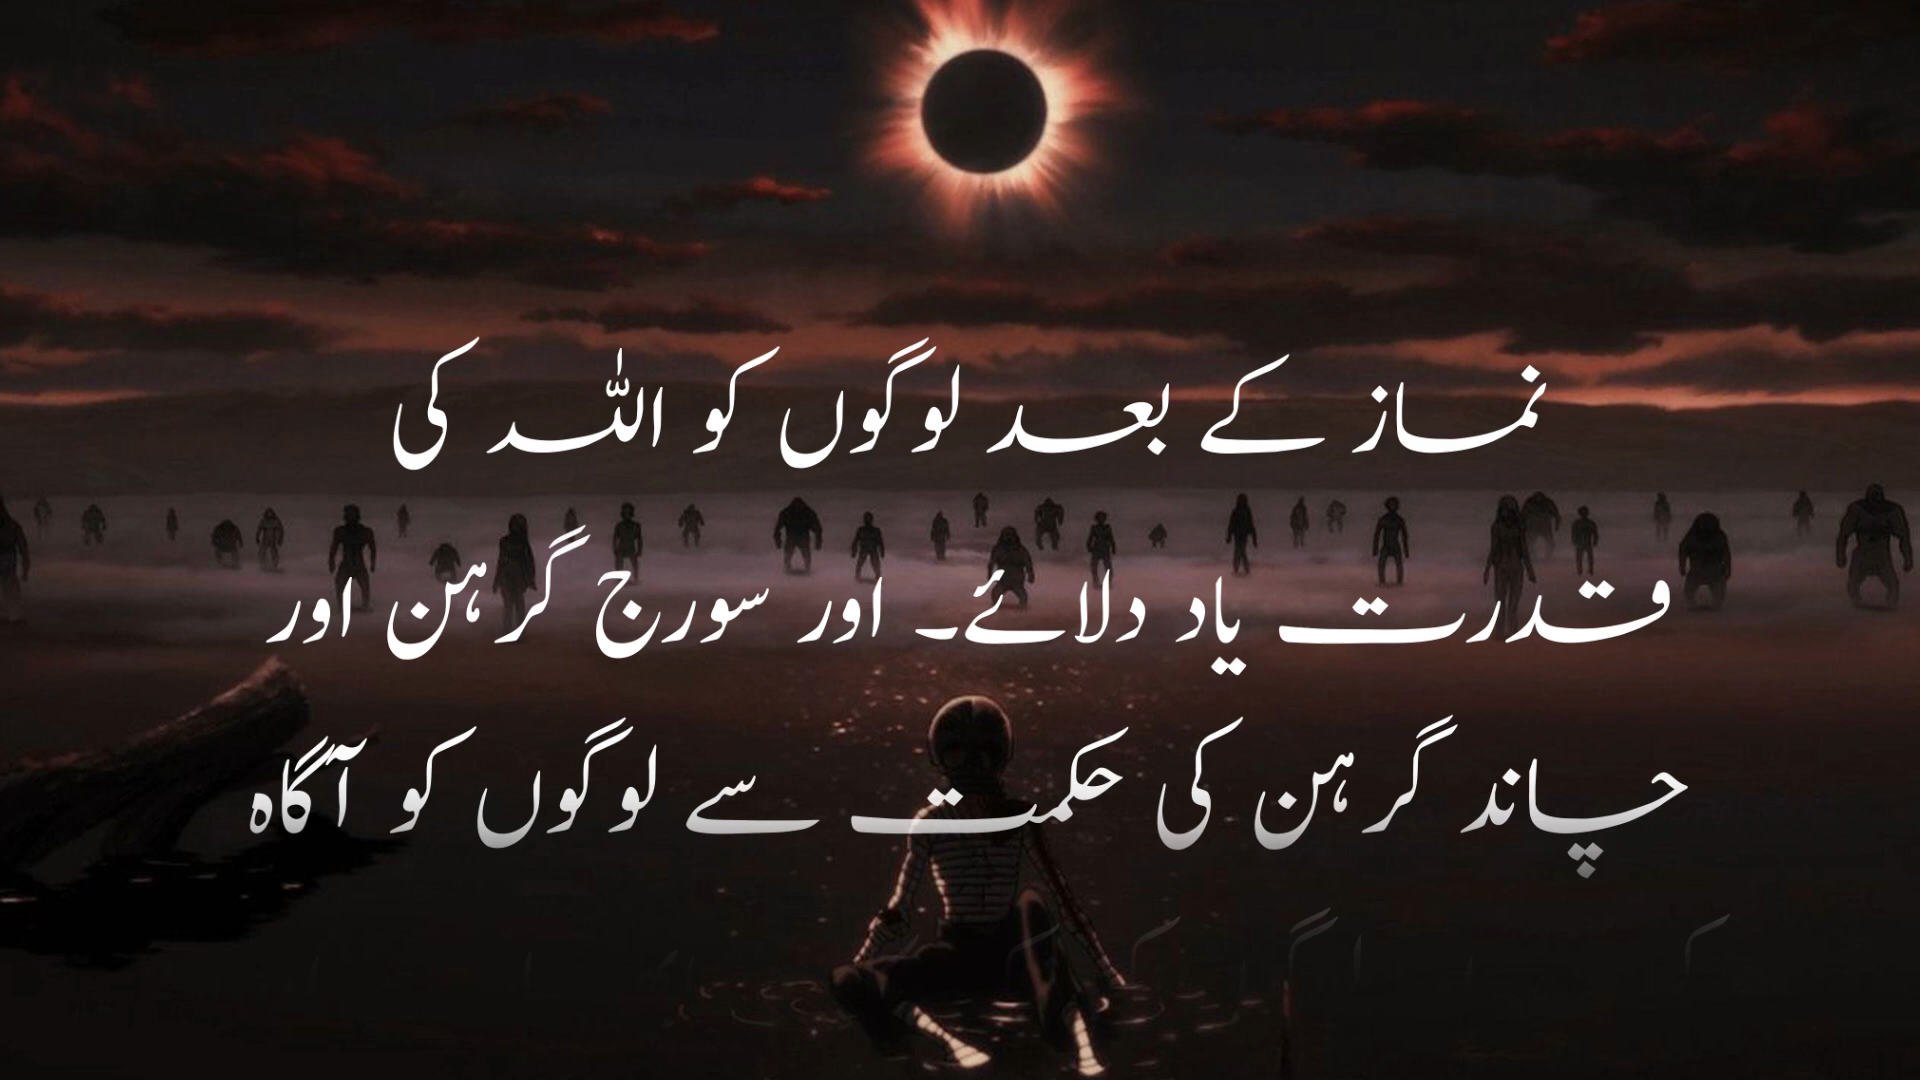 نماز کے بعد لوگوں کو اللہ کی
قدرت یاد دلائے۔ اور سورج گرہن اور
چاند گرہن کی حکمت سے لوگوں کو آگاہ